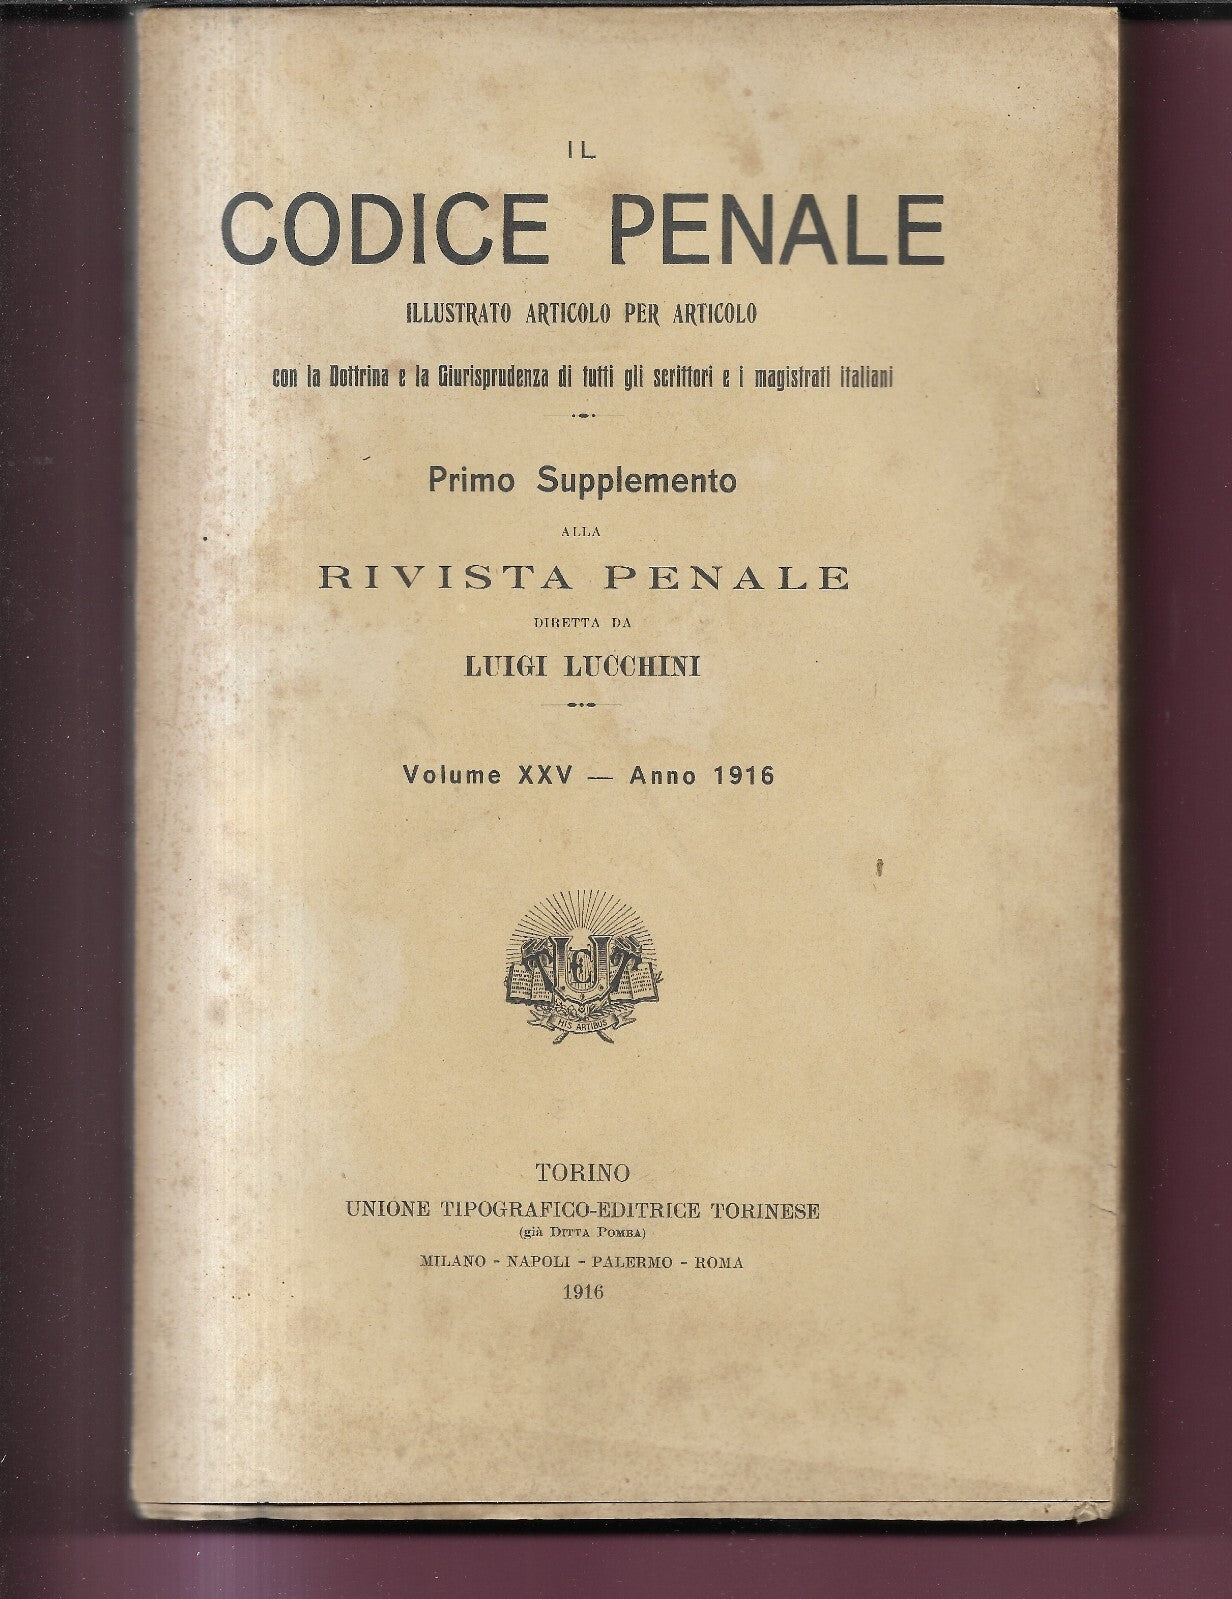 IL
CODICE PENALE
ILLUSTRATO ARTICOLO PER ARTICOLO
con la Dottrina e la Giurisprudenza di tutti gli scrittori e i magistrati italiani
Primo Supplemento
ALLA
RIVISTA PENALE
DIRETTA DA
LUIGI LUCCHINI
Volume XXV — Anno 1916
UTET
HIS ARTIBUS
TORINO
UNIONE TIPOGRAFICO-EDITRICE TORINESE
(già DITTA POMBA)
MILANO - NAPOLI - PALERMO - ROMA
1916